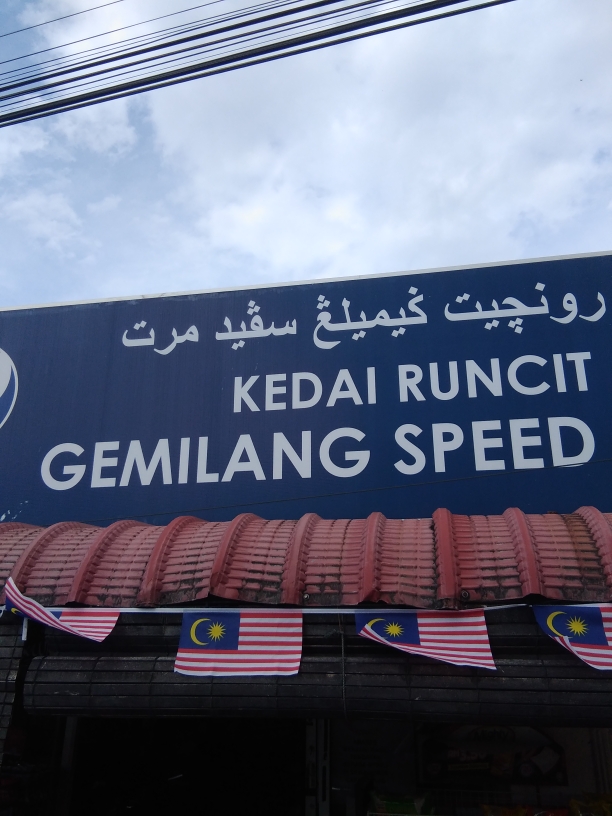 رونچيت ݢيميلڠ سڤيد مرت
KEDAI RUNCIT
GEMILANG SPEED